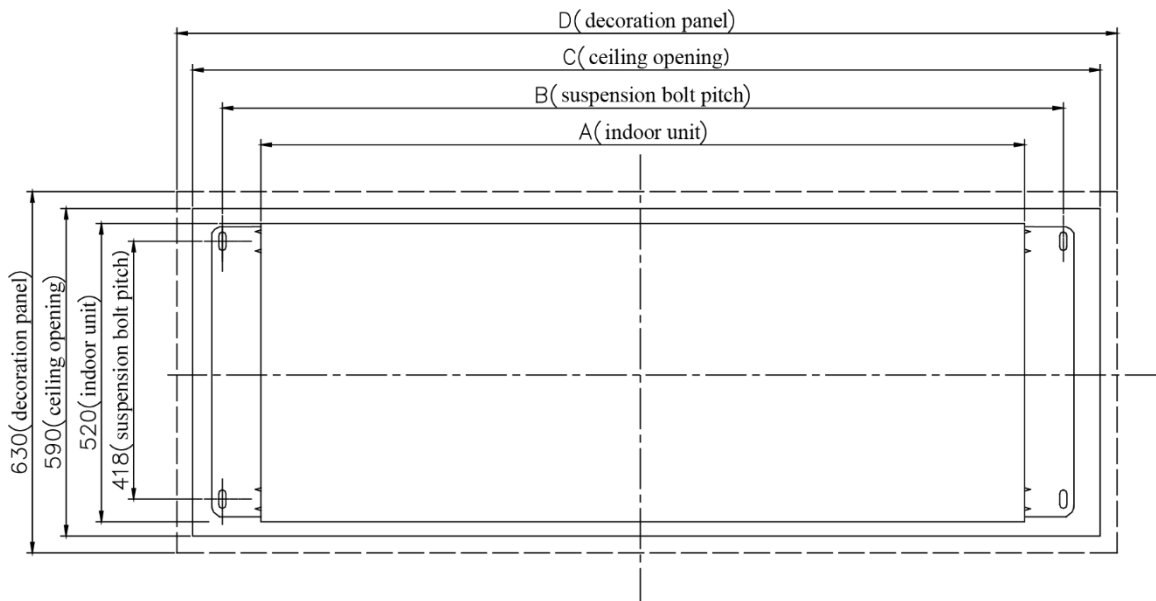 D( decoration panel)
C( ceiling opening)
B( suspension bolt pitch)
A( indoor unit)
630( decoration panel)
590( ceiling opening)
520( indoor unit)
418( suspension bolt pitch)